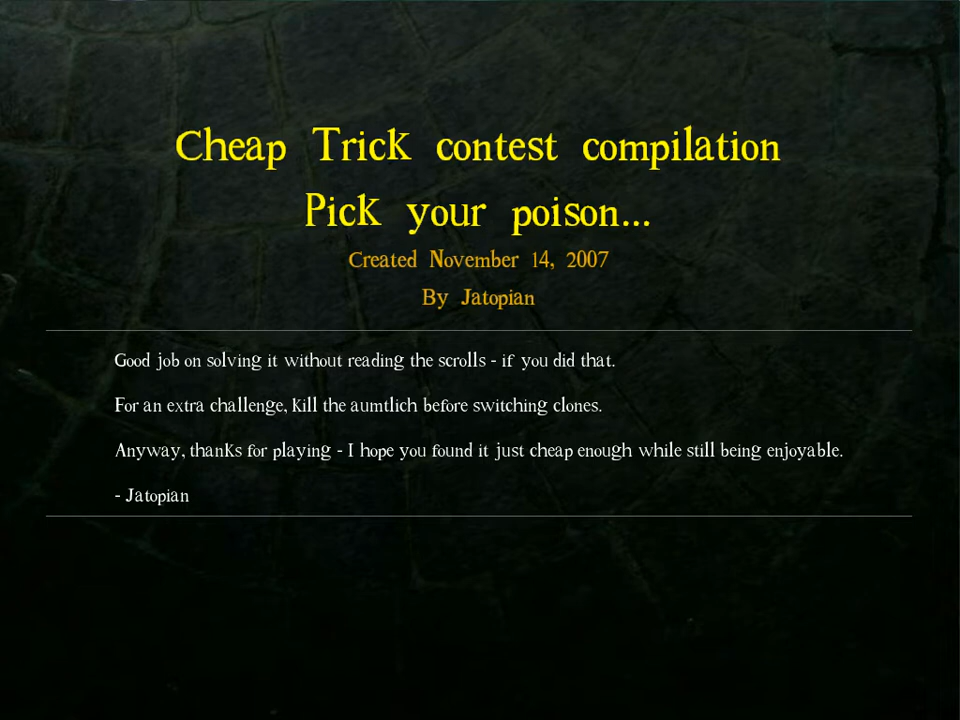 Cheap Trick contest compilation
Pick your poison...
Created November 14, 2007
By Jatopian
Good job on solving it without reading the scrolls - if you did that.
For an extra challenge, kill the aumtlich before switching clones.
Anyway, thanks for playing - I hope you found it just cheap enough while still being enjoyable.
- Jatopian